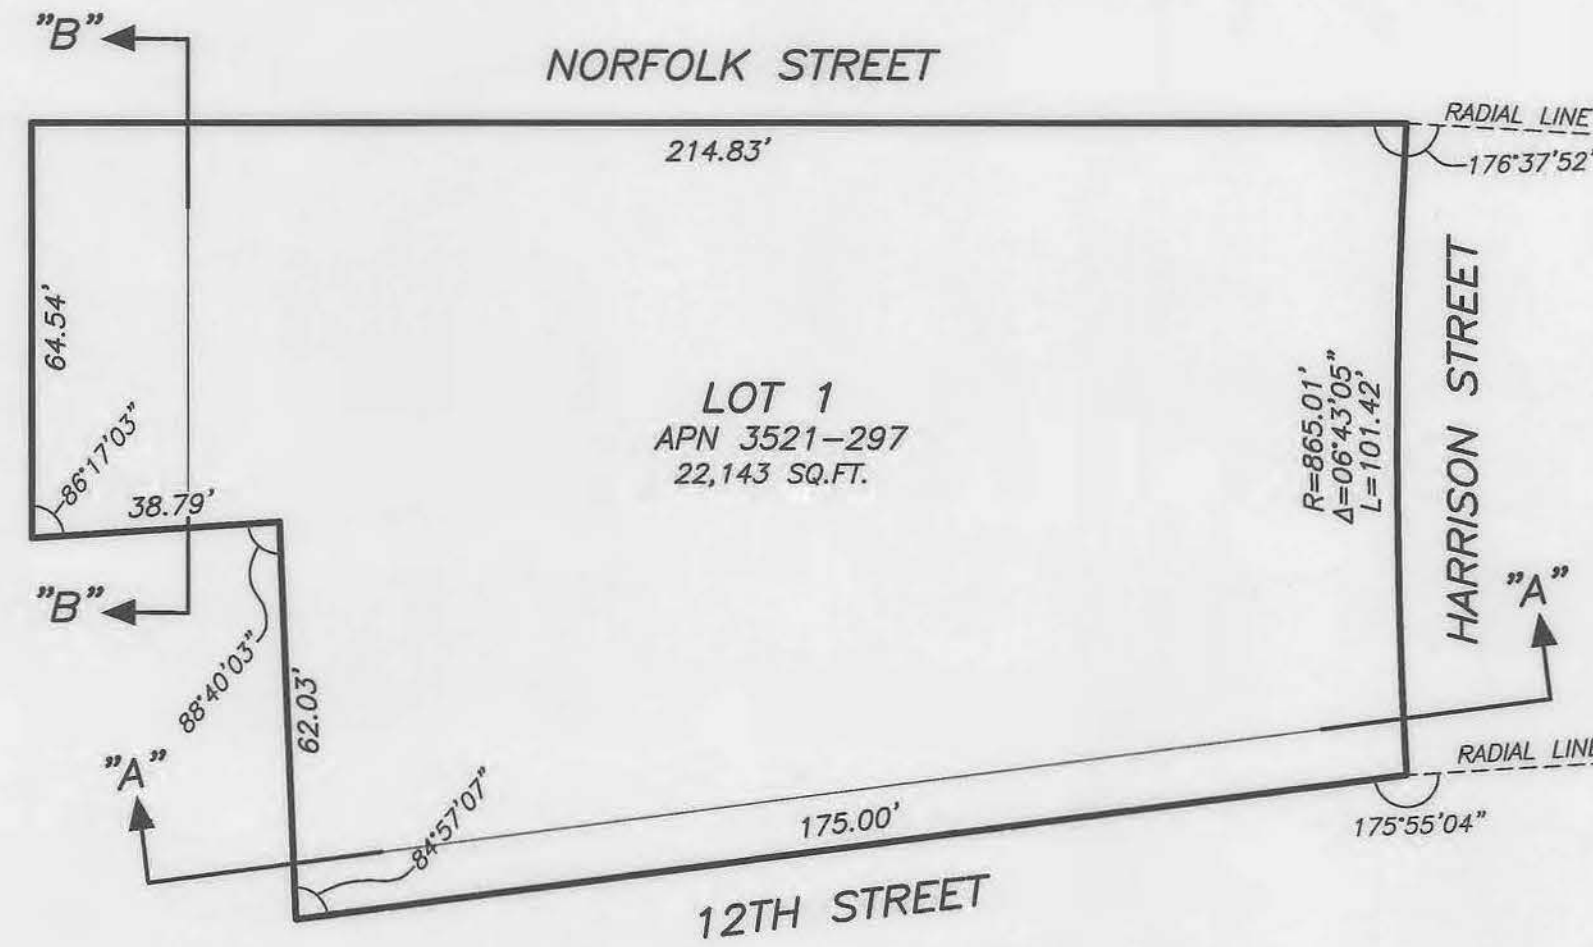 "B"
NORFOLK STREET
RADIAL LINE
214.83'
176°37'52"
64.54'
HARRISON STREET
LOT 1
APN 3521-297
22,143 SQ.FT.
R=865.01'
Δ=06°43'05"
L=101.42'
86°17'03"
38.79'
"B"
"A"
88°40'03"
62.03'
"A"
RADIAL LINE
84°57'07"
175.00'
175°55'04"
12TH STREET